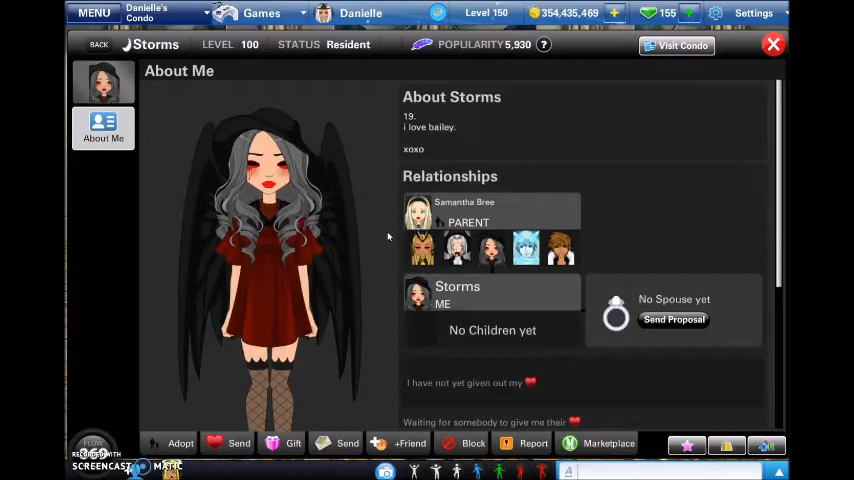 MENU
Danielle's
Condo
Games
Danielle
Level 150
354,435,469
155
Settings
BACK
Storms
LEVEL 100
STATUS Resident
POPULARITY 5,930
?
Visit Condo
About Me
About Me
About Storms
19.
i love bailey.
xoxo
Relationships
Samantha Bree
PARENT
Storms
ME
No Spouse yet
Send Proposal
No Children yet
I have not yet given out my
Waiting for somebody to give me their
Adopt
Send
Gift
Send
+Friend
Block
Report
Marketplace
FLOW
RECORDED WITH
SCREENCAST MATIC
A